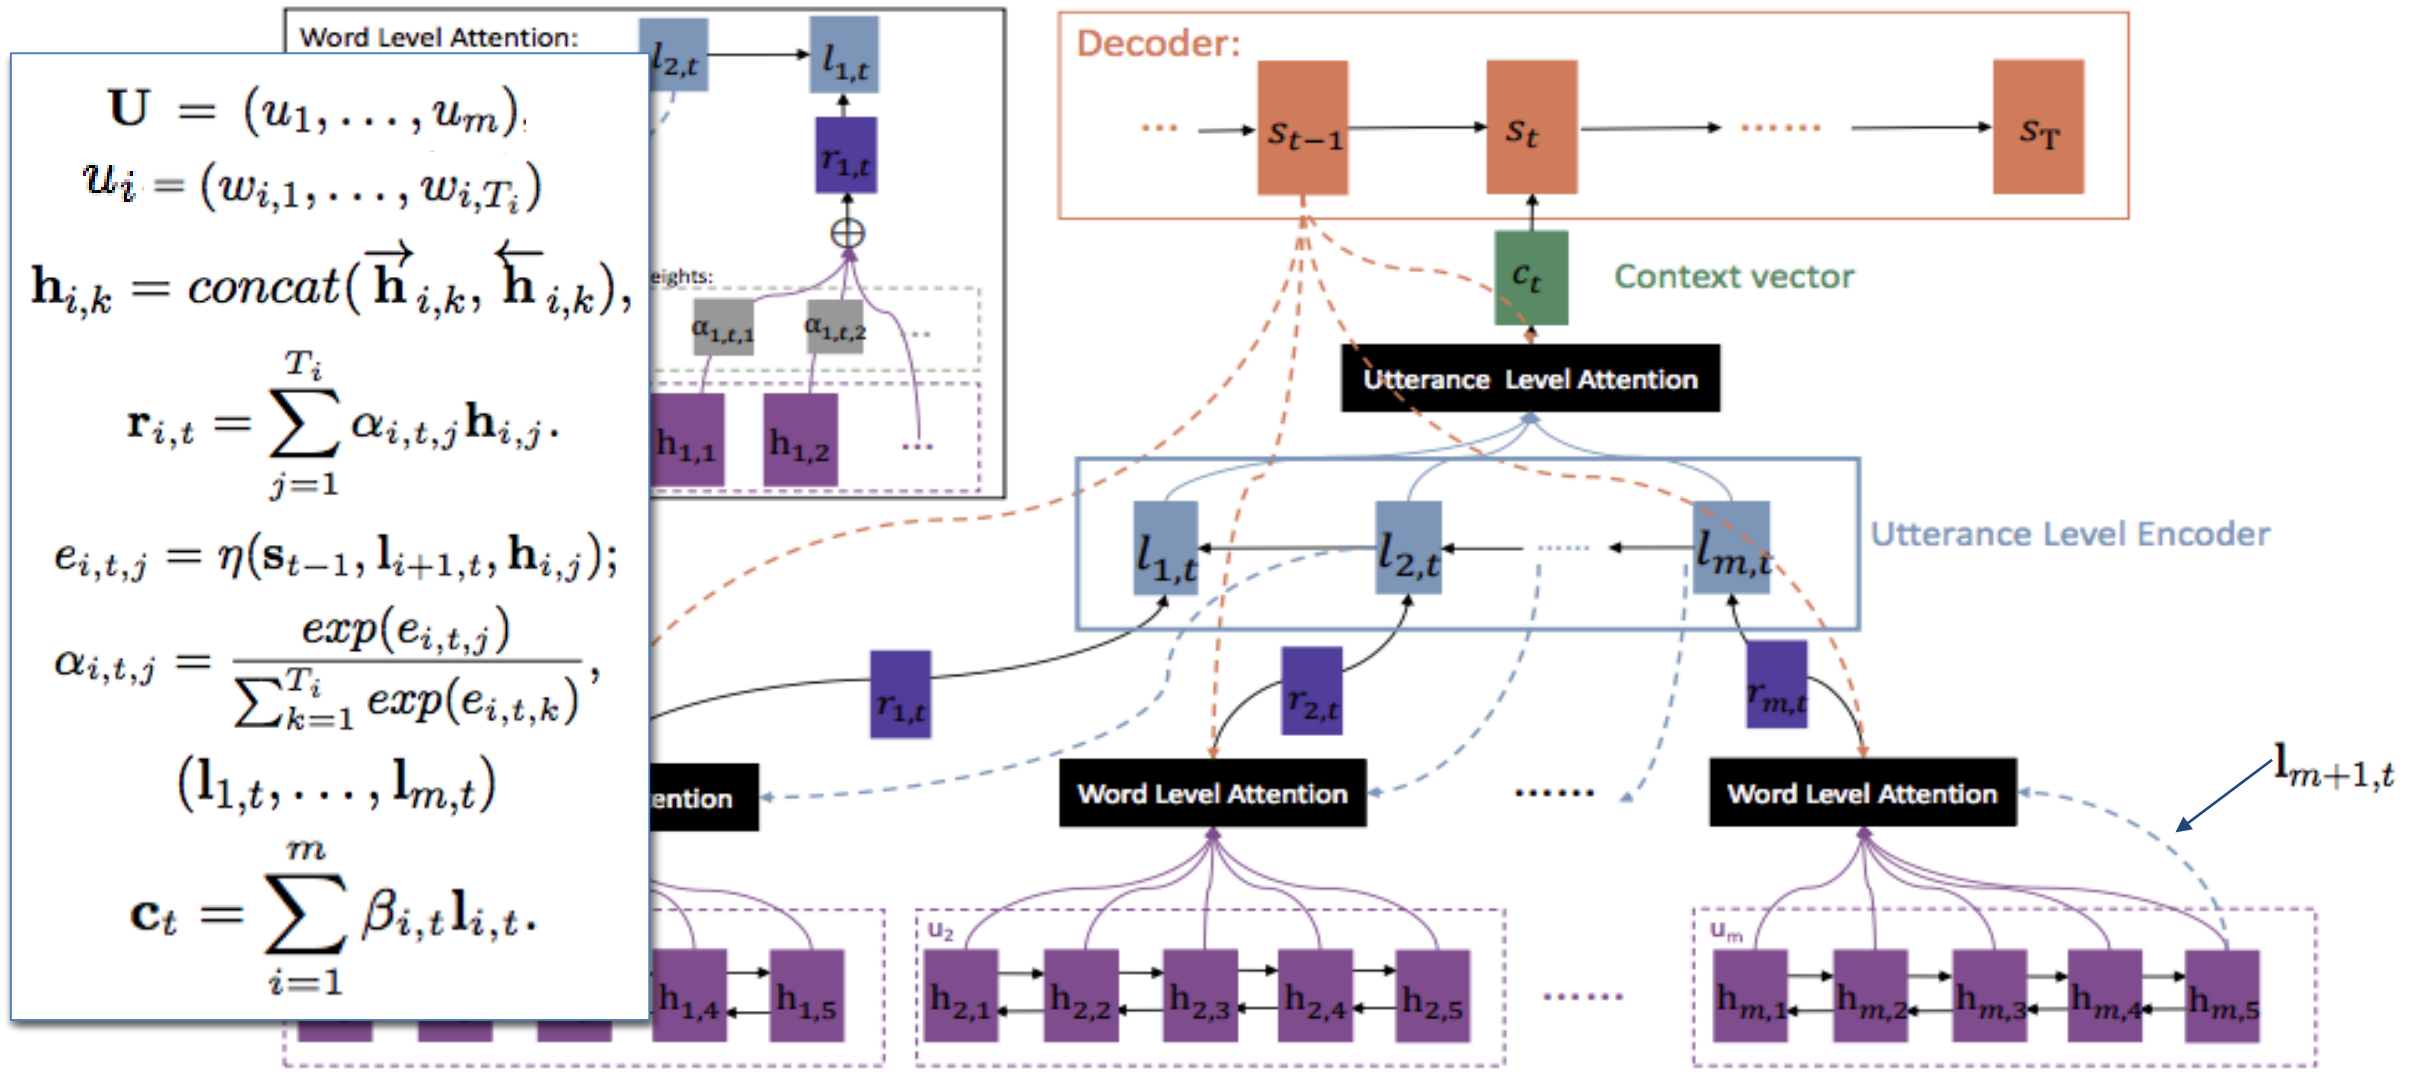 Word Level Attention:
l_{2,t}
l_{1,t}
r_{1,t}
⊕
eights:
α_{1,t,1}
α_{1,t,2}
...
h_{1,1}
h_{1,2}
...
U = (u_1, . . . , u_m),
u_i = (w_{i,1}, . . . , w_{i,T_i})
h_{i,k} = concat(\overrightarrow{h}_{i,k}, \overleftarrow{h}_{i,k}),
r_{i,t} = \sum_{j=1}^{T_i} α_{i,t,j} h_{i,j}.
e_{i,t,j} = η(s_{t−1}, l_{i+1,t}, h_{i,j});
α_{i,t,j} = \frac{exp(e_{i,t,j})}{\sum_{k=1}^{T_i} exp(e_{i,t,k})},
(l_{1,t}, . . . , l_{m,t})
c_t = \sum_{i=1}^{m} β_{i,t} l_{i,t}.
Decoder:
... s_{t−1} s_t ...... s_T
c_t Context vector
Utterance Level Attention
l_{1,t} l_{2,t} ...... l_{m,t}
Utterance Level Encoder
r_{1,t} r_{2,t} r_{m,t}
l_{m+1,t}
ention
Word Level Attention
......
Word Level Attention
h_{1,4} h_{1,5}
u_2
h_{2,1} h_{2,2} h_{2,3} h_{2,4} h_{2,5}
......
u_m
h_{m,1} h_{m,2} h_{m,3} h_{m,4} h_{m,5}